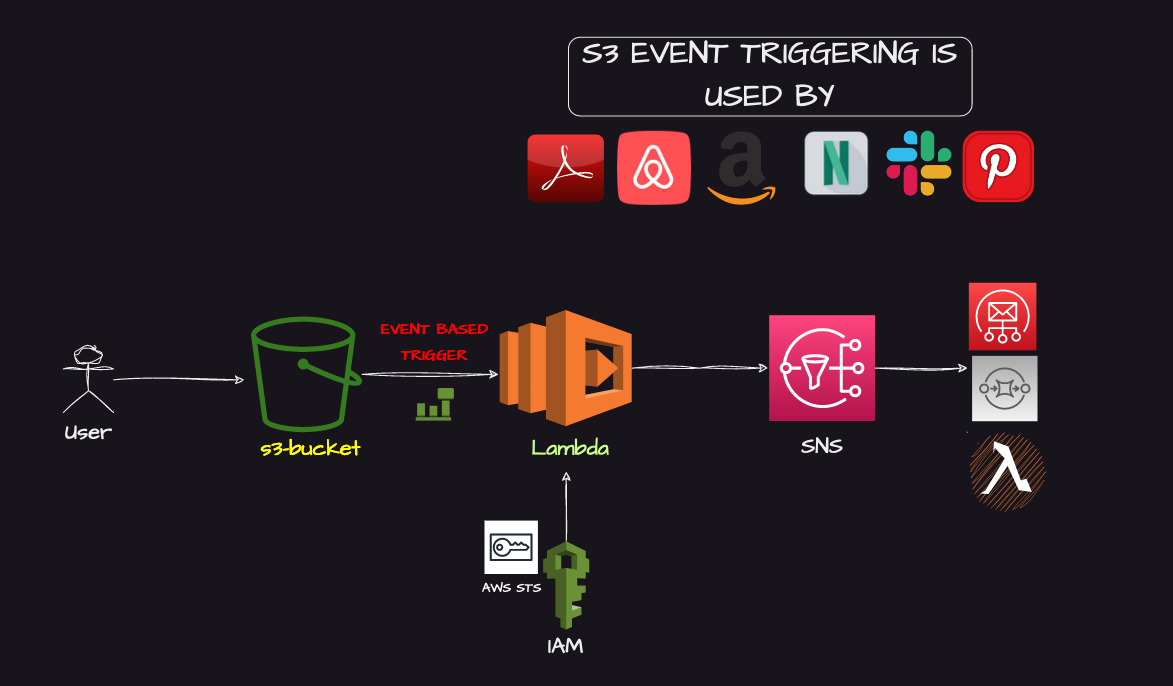 S3 EVENT TRIGGERING IS
USED BY
EVENT BASED
TRIGGER
User
s3-bucket
Lambda
SNS
AWS STS
IAM